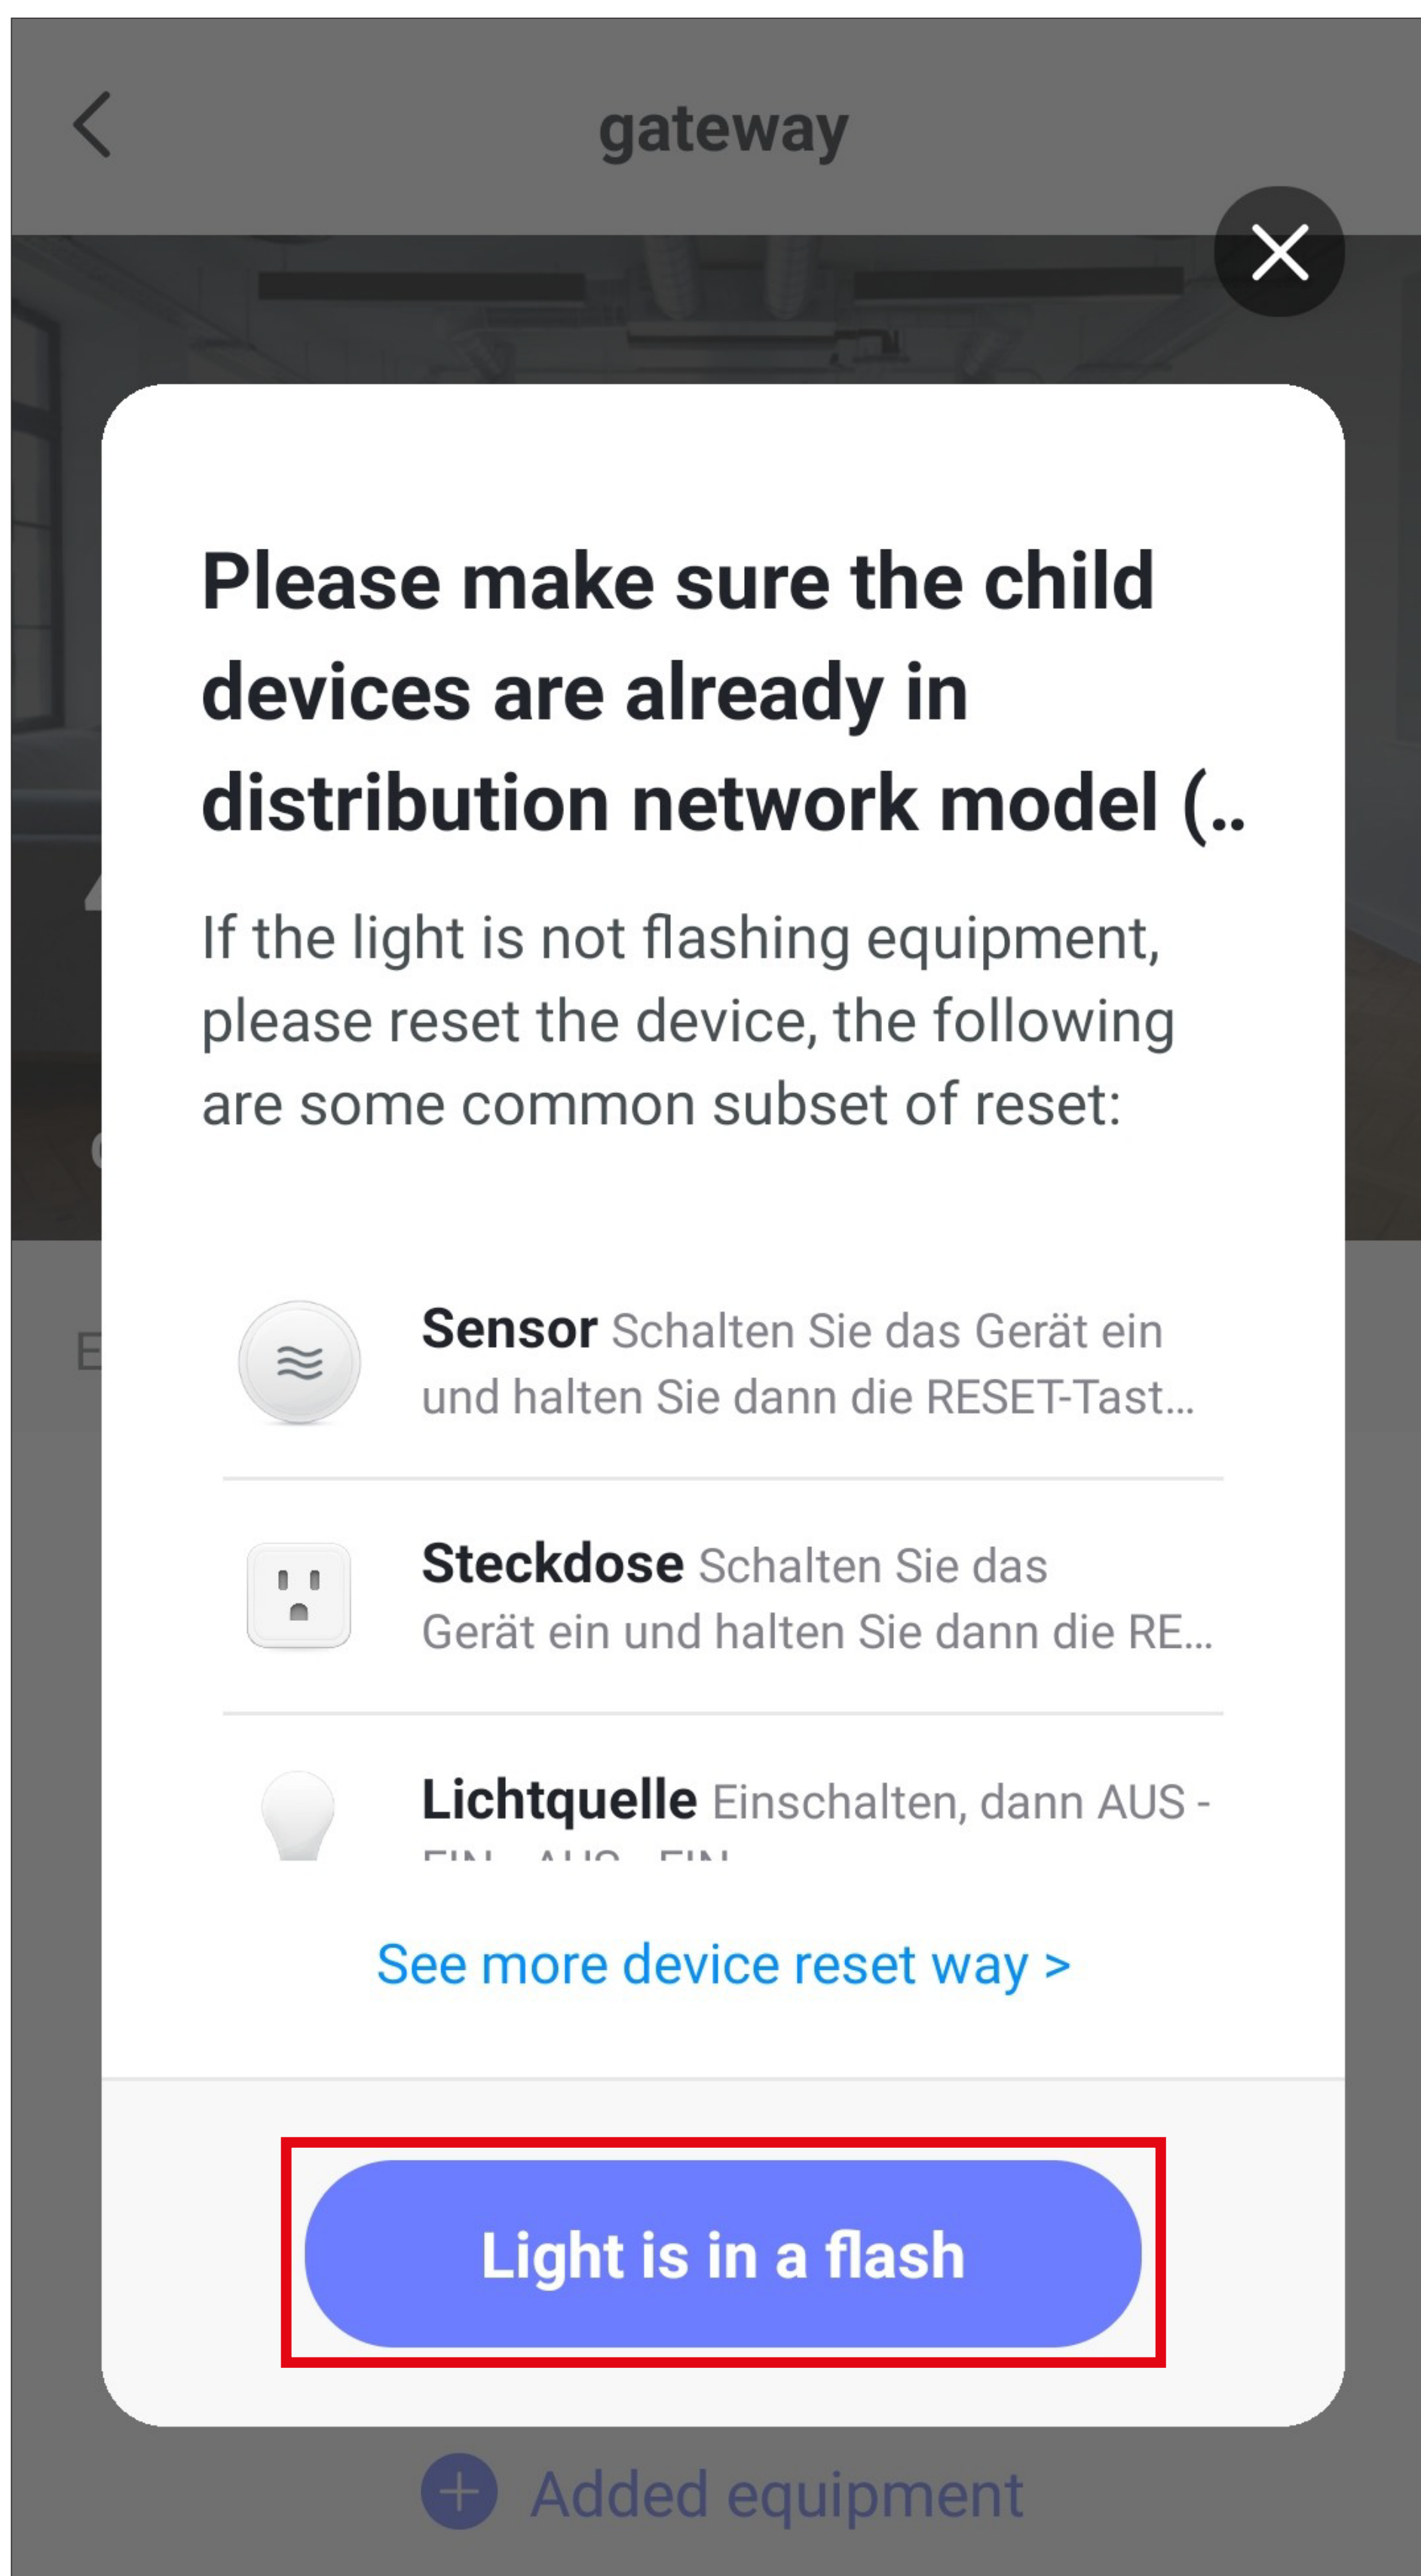 gateway
Please make sure the child
devices are already in
distribution network model (..
If the light is not flashing equipment,
please reset the device, the following
are some common subset of reset:
Sensor Schalten Sie das Gerät ein
und halten Sie dann die RESET-Tast...
Steckdose Schalten Sie das
Gerät ein und halten Sie dann die RE...
Lichtquelle Einschalten, dann AUS -
EIN - AUS - EIN
See more device reset way >
Light is in a flash
Added equipment